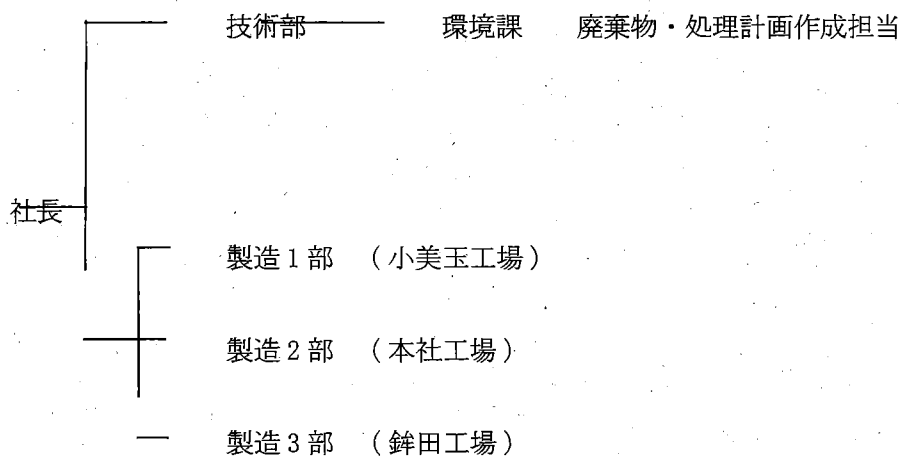 技術部 環境課 廃棄物・処理計画作成担当
社長
製造1部 (小美玉工場)
製造2部 (本社工場)
製造3部 (鉾田工場)